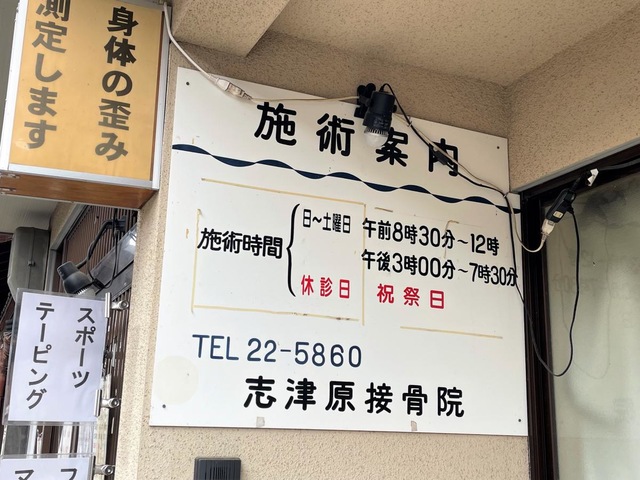 身体の歪み
測定します
施術案内
施術時間
日〜土曜日
午前8時30分〜12時
午後3時00分〜7時30分
休診日
祝祭日
TEL 22-5860
志津原接骨院
スポーツ
テーピング